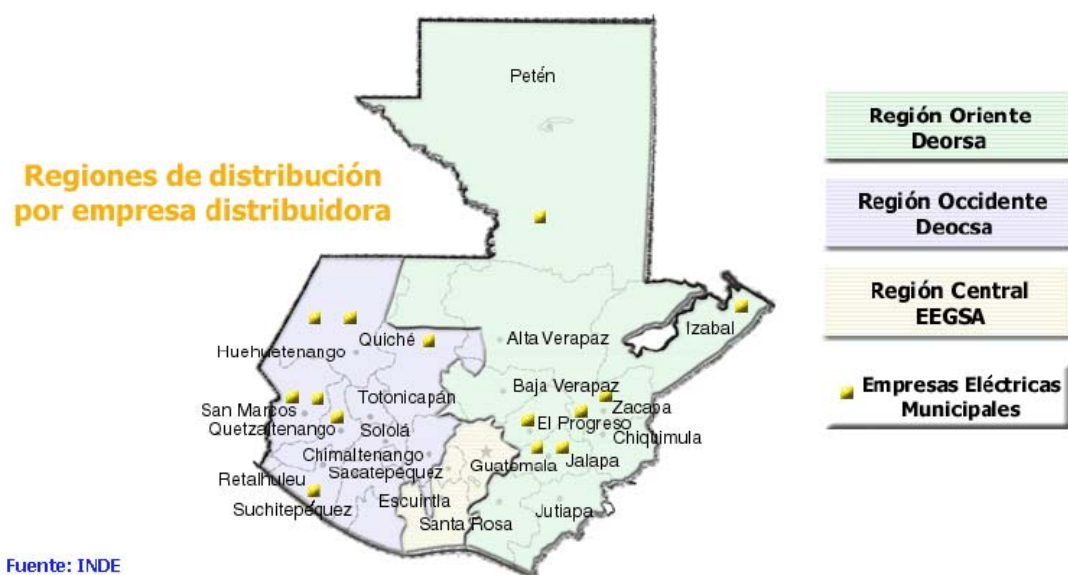 Petén
Regiones de distribución
por empresa distribuidora
Izabal
Alta Verapaz
Quiché
Huehuetenango
Baja Verapaz
Totonicapán
Zacapa
San Marcos
El Progreso
Quetzaltenango
Sololá
Chiquimula
Chimaltenango
Guatemala
Jalapa
Sacatepéquez
Retalhuleu
Escuintla
Suchitepéquez
Jutiapa
Santa Rosa
Región Oriente
Deorsa
Región Occidente
Deocsa
Región Central
EEGSA
Empresas Eléctricas
Municipales
Fuente: INDE